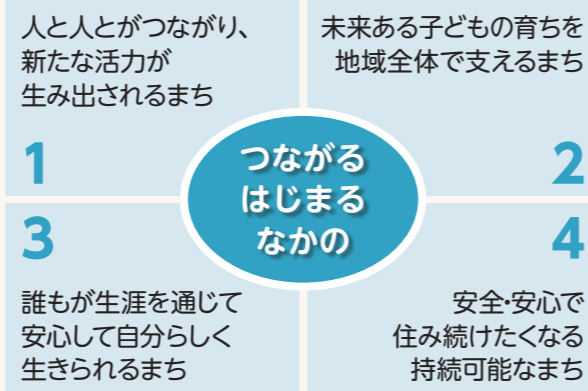 人と人とがつながり、
新たな活力が
生み出されるまち
1
未来ある子どもの育ちを
地域全体で支えるまち
2
つながる
はじまる
なかの
3
誰もが生涯を通じて
安心して自分らしく
生きられるまち
4
安全・安心で
住み続けたくなる
持続可能なまち